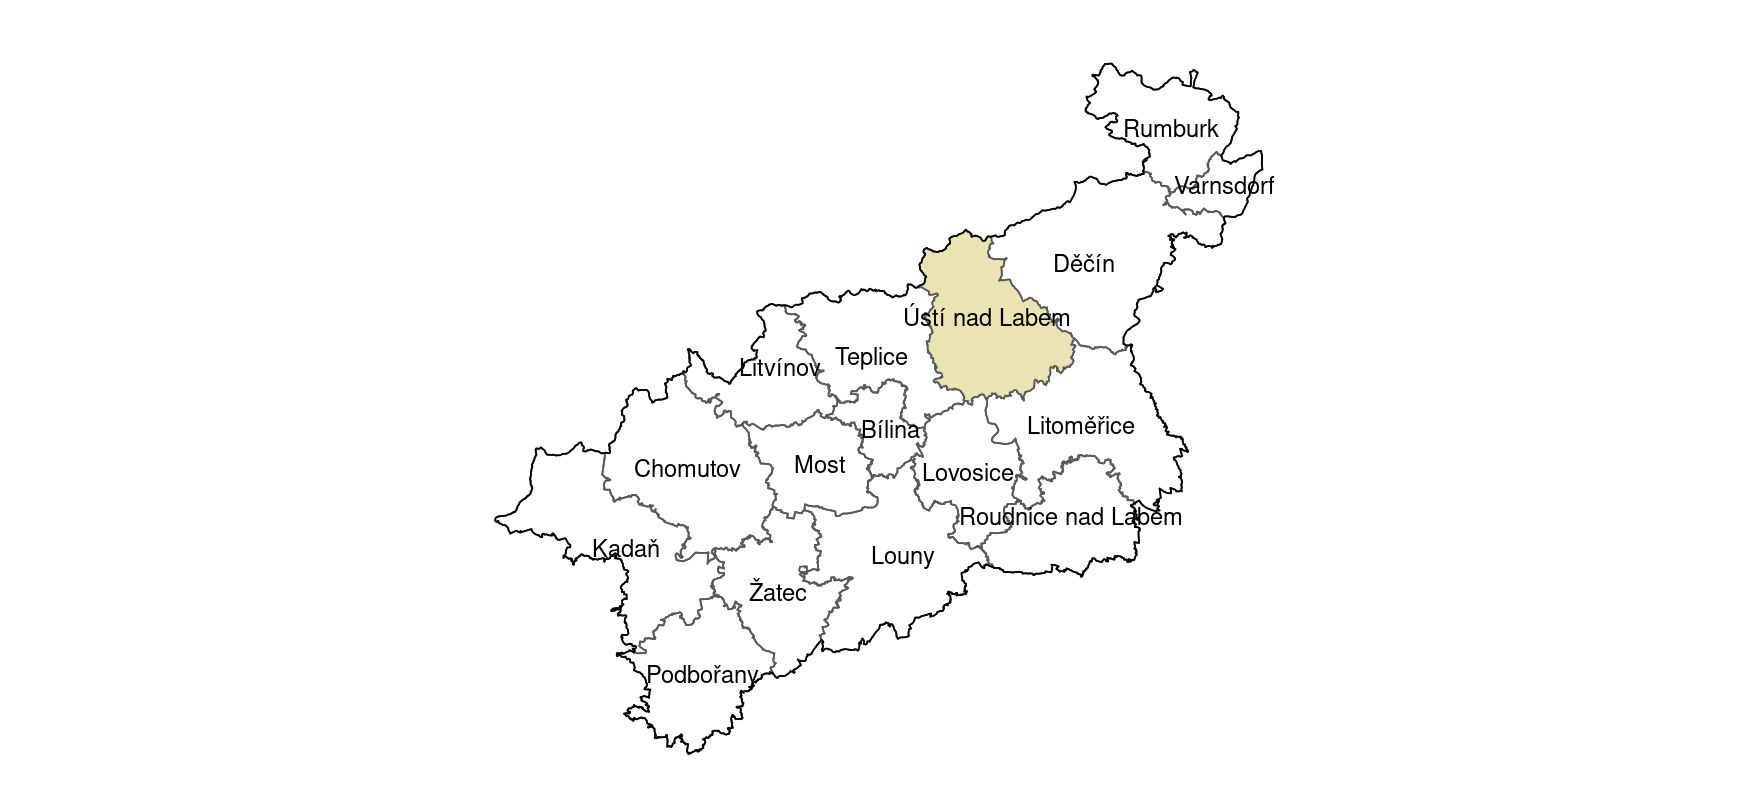 Rumburk
Varnsdorf
Děčín
Ústí nad Labem
Teplice
Litvínov
Litoměřice
Bílina
Most
Chomutov
Lovosice
Roudnice nad Labem
Kadaň
Louny
Žatec
Podbořany